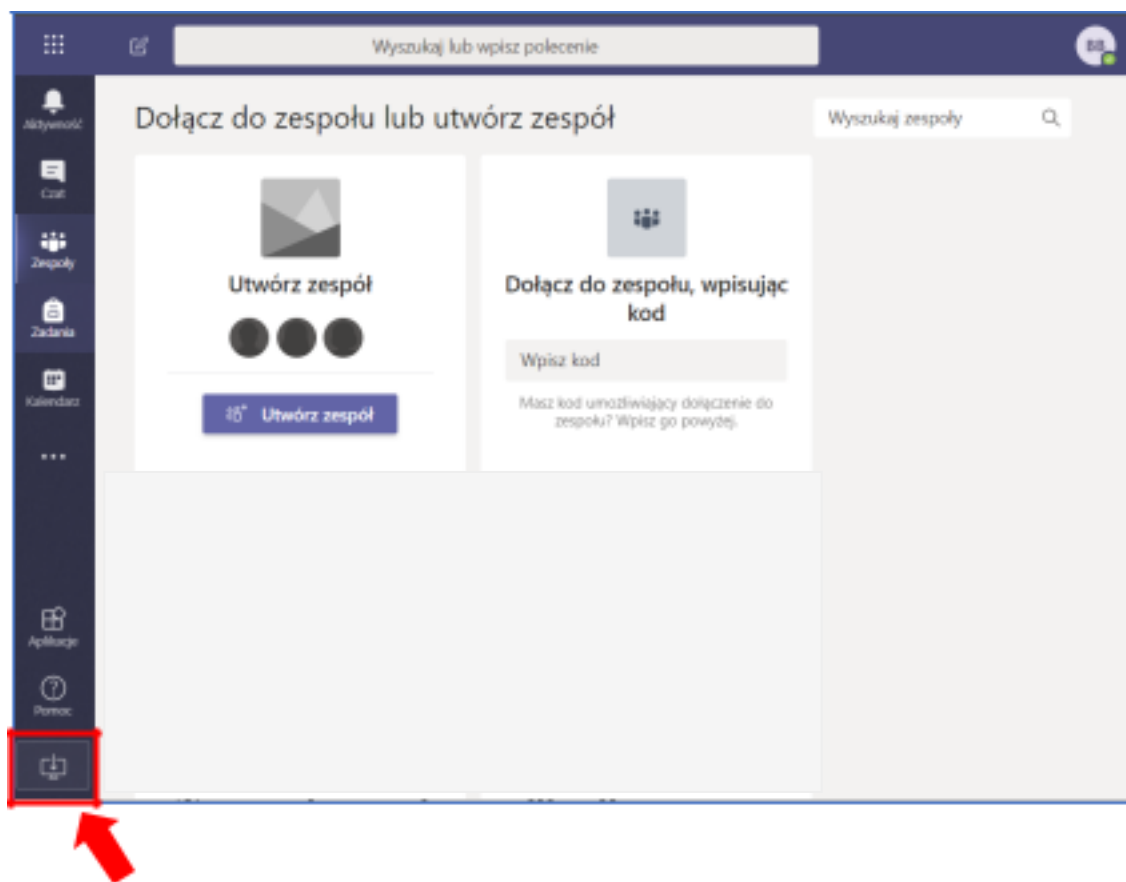 Wyszukaj lub wpisz polecenie
BB
Aktywność
Czat
Zespoły
Zadania
Kalendarz
Aplikacje
Pomoc
Dołącz do zespołu lub utwórz zespół
Wyszukaj zespoły
Utwórz zespół
Utwórz zespół
Dołącz do zespołu, wpisując
kod
Wpisz kod
Masz kod umożliwiający dołączenie do
zespołu? Wpisz go powyżej.